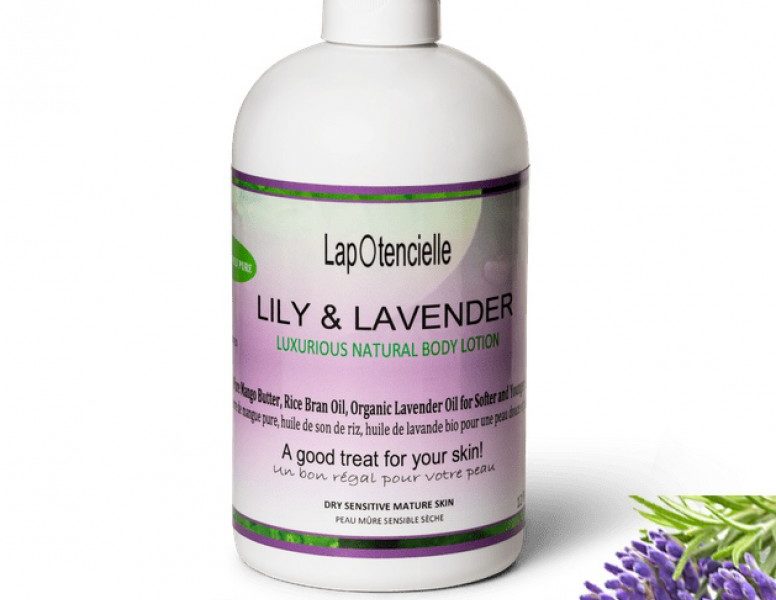 LapOtencielle
PURE
LILY & LAVENDER
LUXURIOUS NATURAL BODY LOTION
Mango Butter, Rice Bran Oil, Organic Lavender Oil for Softer and
de mangue pure, huile de son de riz, huile de lavande bio pour une peau
A good treat for your skin!
un bon régal pour votre peau
DRY SENSITIVE MATURE SKIN
PEAU MÛRE SENSIBLE SÈCHE